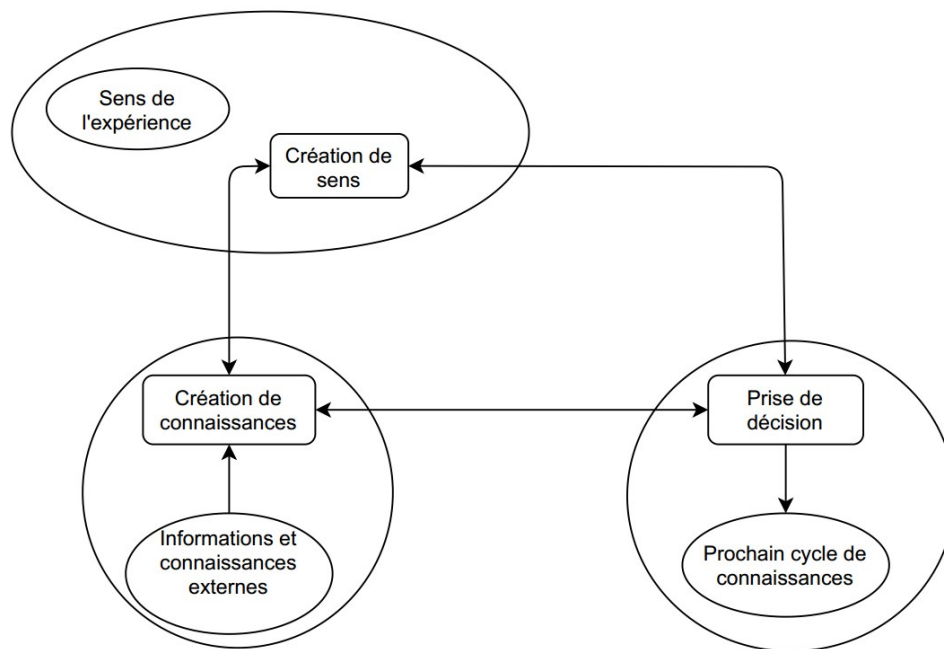 Sens de
l'expérience
Création de
sens
Création de
connaissances
Prise de
décision
Informations et
connaissances
externes
Prochain cycle de
connaissances